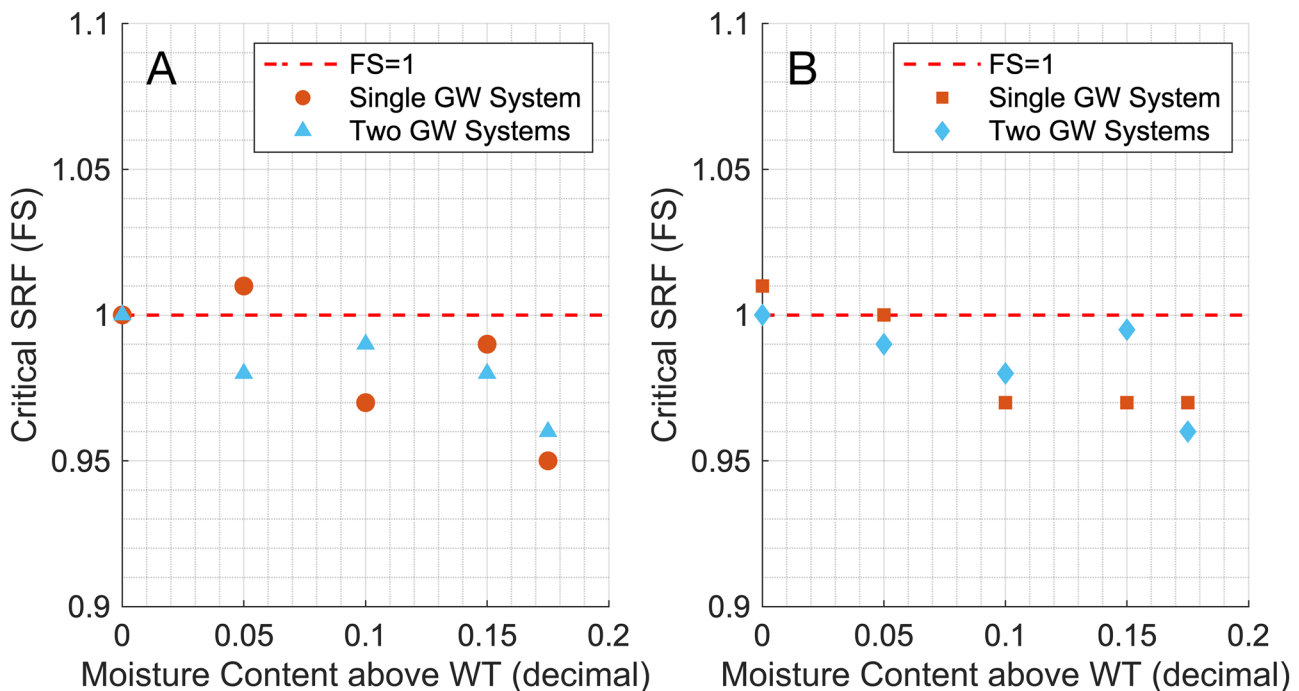 A
FS=1
Single GW System
Two GW Systems
1.1
1.05
1
0.95
0.9
Critical SRF (FS)
0 0.05 0.1 0.15 0.2
Moisture Content above WT (decimal)
B
FS=1
Single GW System
Two GW Systems
1.1
1.05
1
0.95
0.9
Critical SRF (FS)
0 0.05 0.1 0.15 0.2
Moisture Content above WT (decimal)